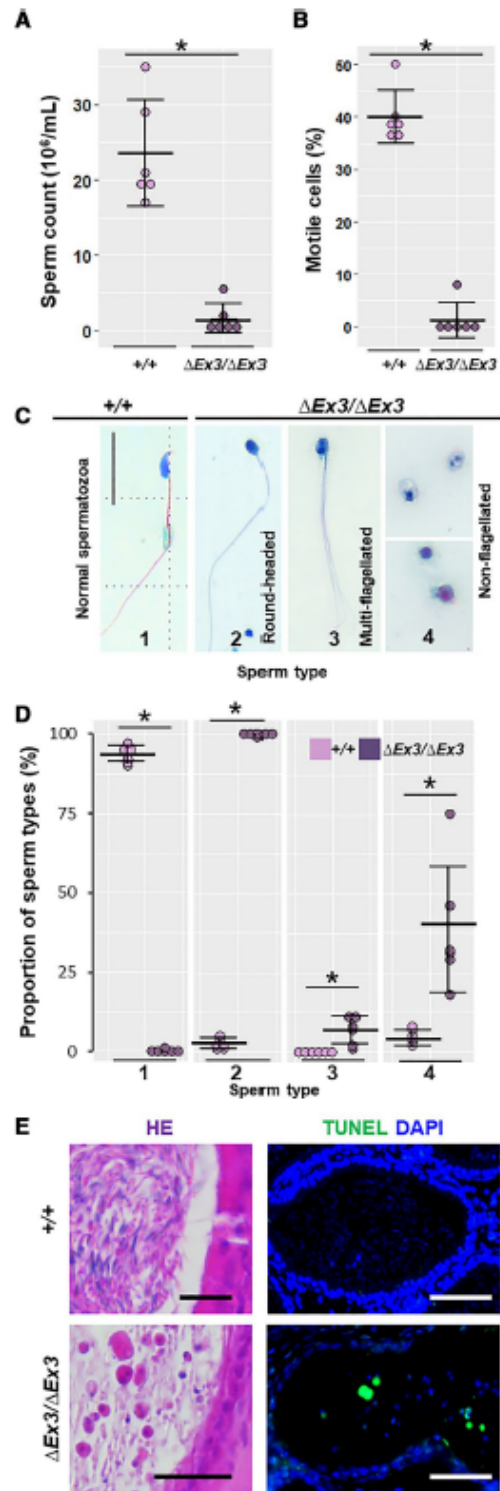 A
B
*
*
Sperm count (10⁶/mL)
30
20
10
0
+/+
ΔEx3/ΔEx3
Motile cells (%)
50
40
30
20
10
0
+/+
ΔEx3/ΔEx3
C
+/+
ΔEx3/ΔEx3
Normal spermatozoa
Round-headed
Multi-flagellated
Non-flagellated
1
2
3
4
Sperm type
D
Proportion of sperm types (%)
100
75
50
25
0
*
*
*
*
+/+
ΔEx3/ΔEx3
1
2
3
4
Sperm type
E
HE
TUNEL DAPI
+/+
ΔEx3/ΔEx3